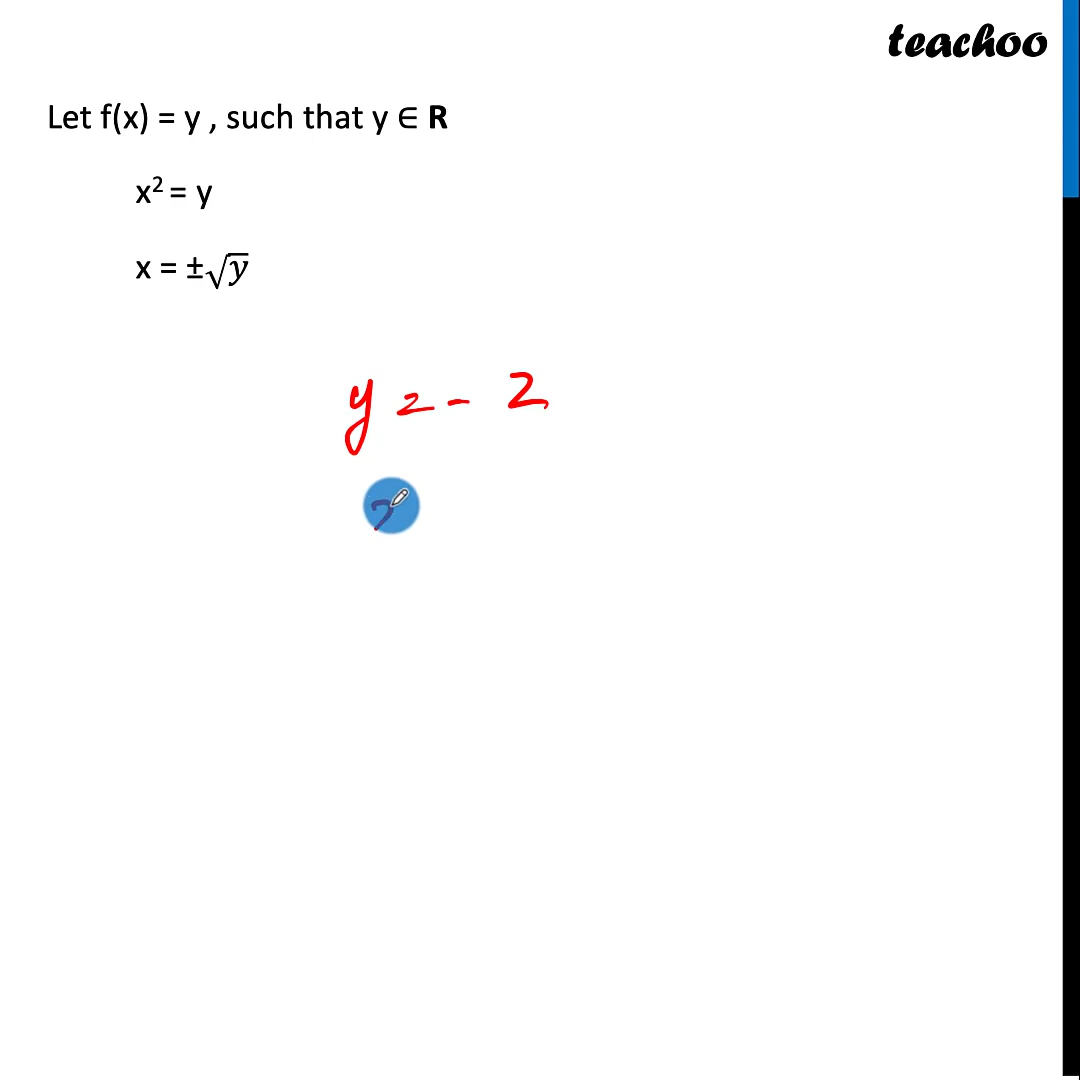 teachoo
Let f(x) = y , such that y ∈ R
x2 = y
x = ±√y
y = - 2
x